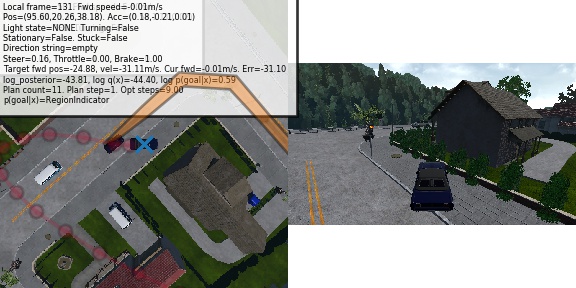 Local frame=131. Fwd speed=-0.01m/s
Pos=(95.60,20.26,38.18). Acc=(0.18,-0.21,0.01)
Light state=NONE. Turning=False
Stationary=False. Stuck=False
Direction string=empty
Steer=0.16, Throttle=0.00, Brake=1.00
Target fwd pos=-24.88, vel=-31.11m/s. Cur fwd=-0.01m/s. Err=-31.10
log_posterior=-43.81, log q(x)=-44.40, log p(goal|x)=0.59
Plan count=11. Plan step=1. Opt steps=9.00
p(goal|x)=RegionIndicator